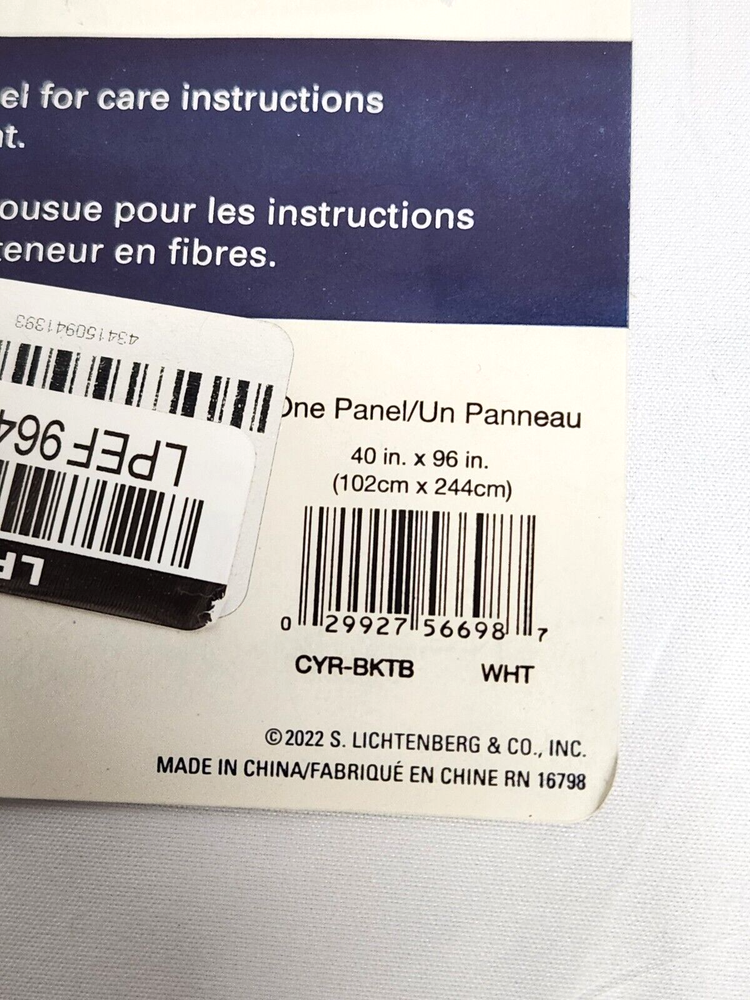 el for care instructions
nt.
ousue pour les instructions
teneur en fibres.
434150941393
LPEF964
LP
One Panel/Un Panneau
40 in. x 96 in.
(102cm x 244cm)
0 29927 56698 7
CYR-BKTB WHT
©2022 S. LICHTENBERG & CO., INC.
MADE IN CHINA/FABRIQUÉ EN CHINE RN 16798